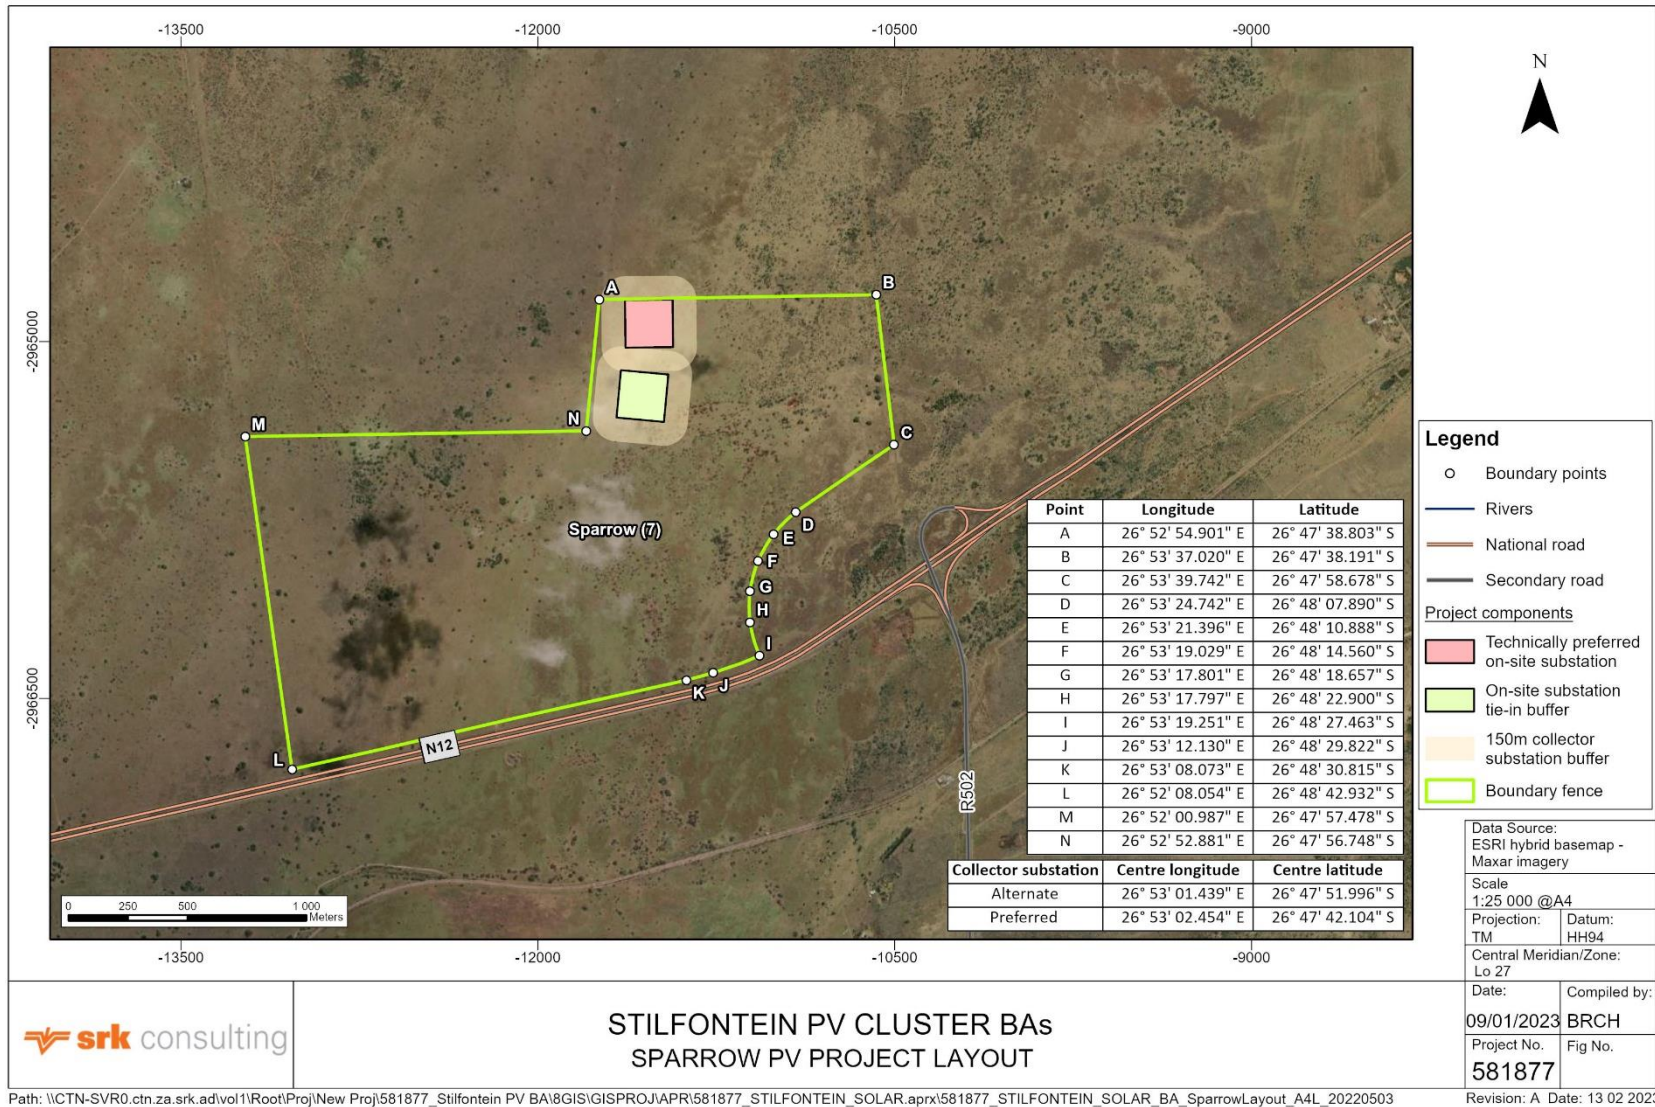 -13500
-12000
-10500
-9000
N
-2965000
-2966500
A
B
M
N
C
Sparrow (7)
D
E
F
G
H
I
J
K
L
N12
R502
Point Longitude Latitude
A 26° 52' 54.901" E 26° 47' 38.803" S
B 26° 53' 37.020" E 26° 47' 38.191" S
C 26° 53' 39.742" E 26° 47' 58.678" S
D 26° 53' 24.742" E 26° 48' 07.890" S
E 26° 53' 21.396" E 26° 48' 10.888" S
F 26° 53' 19.029" E 26° 48' 14.560" S
G 26° 53' 17.801" E 26° 48' 18.657" S
H 26° 53' 17.797" E 26° 48' 22.900" S
I 26° 53' 19.251" E 26° 48' 27.463" S
J 26° 53' 12.130" E 26° 48' 29.822" S
K 26° 53' 08.073" E 26° 48' 30.815" S
L 26° 52' 08.054" E 26° 48' 42.932" S
M 26° 52' 00.987" E 26° 47' 57.478" S
N 26° 52' 52.881" E 26° 47' 56.748" S
Collector substation Centre longitude Centre latitude
Alternate 26° 53' 01.439" E 26° 47' 51.996" S
Preferred 26° 53' 02.454" E 26° 47' 42.104" S
0 250 500 1 000
Meters
-13500
-12000
-10500
-9000
Legend
Boundary points
Rivers
National road
Secondary road
Project components
Technically preferred
on-site substation
On-site substation
tie-in buffer
150m collector
substation buffer
Boundary fence
Data Source:
ESRI hybrid basemap -
Maxar imagery
Scale
1:25 000 @A4
Projection: Datum:
TM HH94
Central Meridian/Zone:
Lo 27
Date: Compiled by:
09/01/2023 BRCH
Project No. Fig No.
581877
srk consulting
STILFONTEIN PV CLUSTER BAs
SPARROW PV PROJECT LAYOUT
Path: \\CTN-SVR0.ctn.za.srk.ad\vol1\Root\Proj\New Proj\581877_Stilfontein PV BA\8GIS\GISPROJ\APR\581877_STILFONTEIN_SOLAR.aprx\581877_STILFONTEIN_SOLAR_BA_SparrowLayout_A4L_20220503
Revision: A Date: 13 02 2023